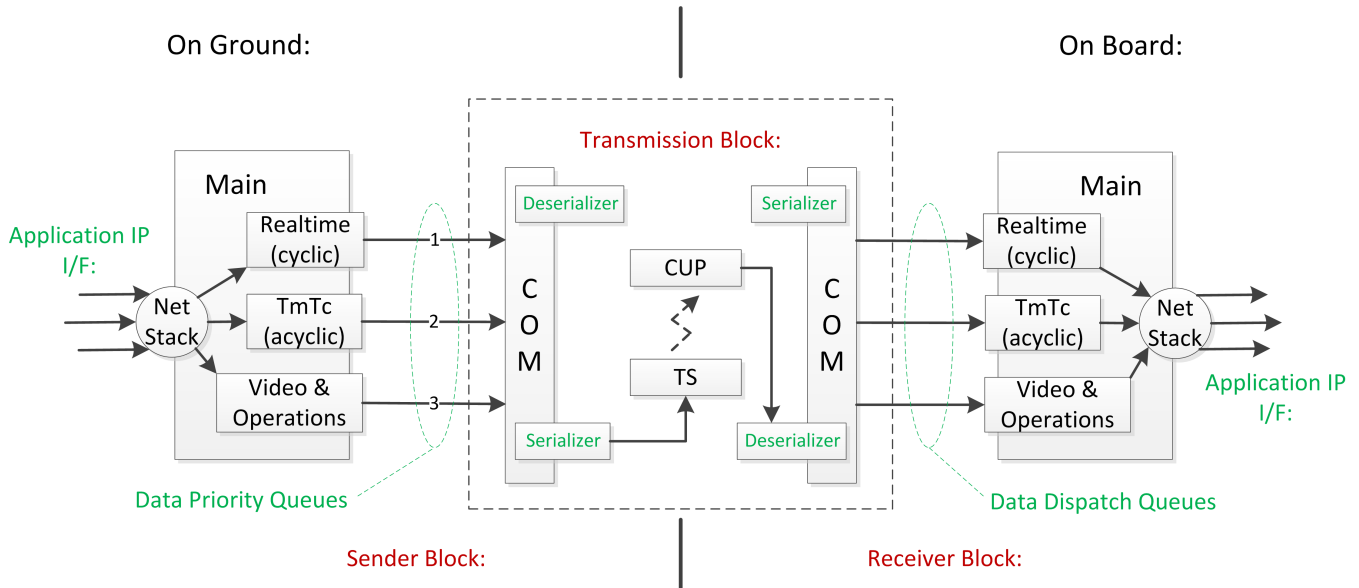 On Ground:
On Board:
Transmission Block:
Main
Main
Deserializer
Serializer
Realtime
(cyclic)
Realtime
(cyclic)
Application IP
I/F:
1
CUP
C
O
M
C
O
M
Net
Stack
TmTc
(acyclic)
2
TmTc
(acyclic)
Net
Stack
TS
Video &
Operations
3
Video &
Operations
Application IP
I/F:
Serializer
Deserializer
Data Priority Queues
Data Dispatch Queues
Sender Block:
Receiver Block: